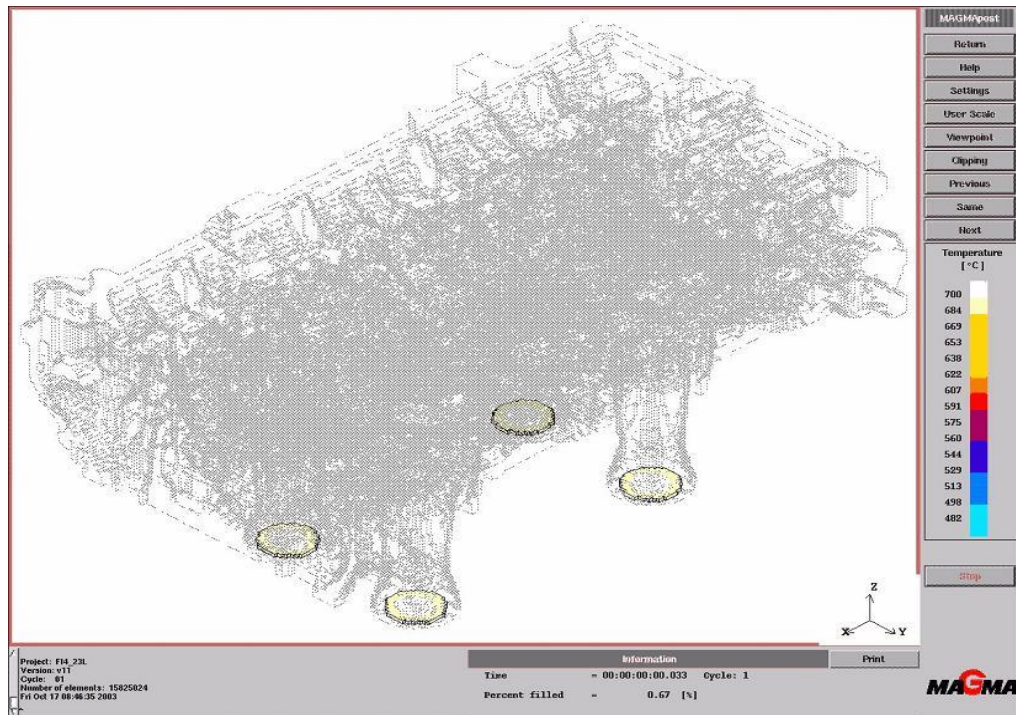 MAGMApost
Return
Help
Settings
User Scale
Viewpoint
Clipping
Previous
Same
Next
Temperature
[°C]
700
684
669
653
638
622
607
591
575
560
544
529
513
498
482
Stop
Z
X Y
Project: FI4_23L
Version: v11
Cycle: 01
Number of elements: 15825024
Fri Oct 17 08:46:35 2003
Information
Print
Time = 00:00:00:00.033 Cycle: 1
Percent filled = 0.67 [%]
MAGMA